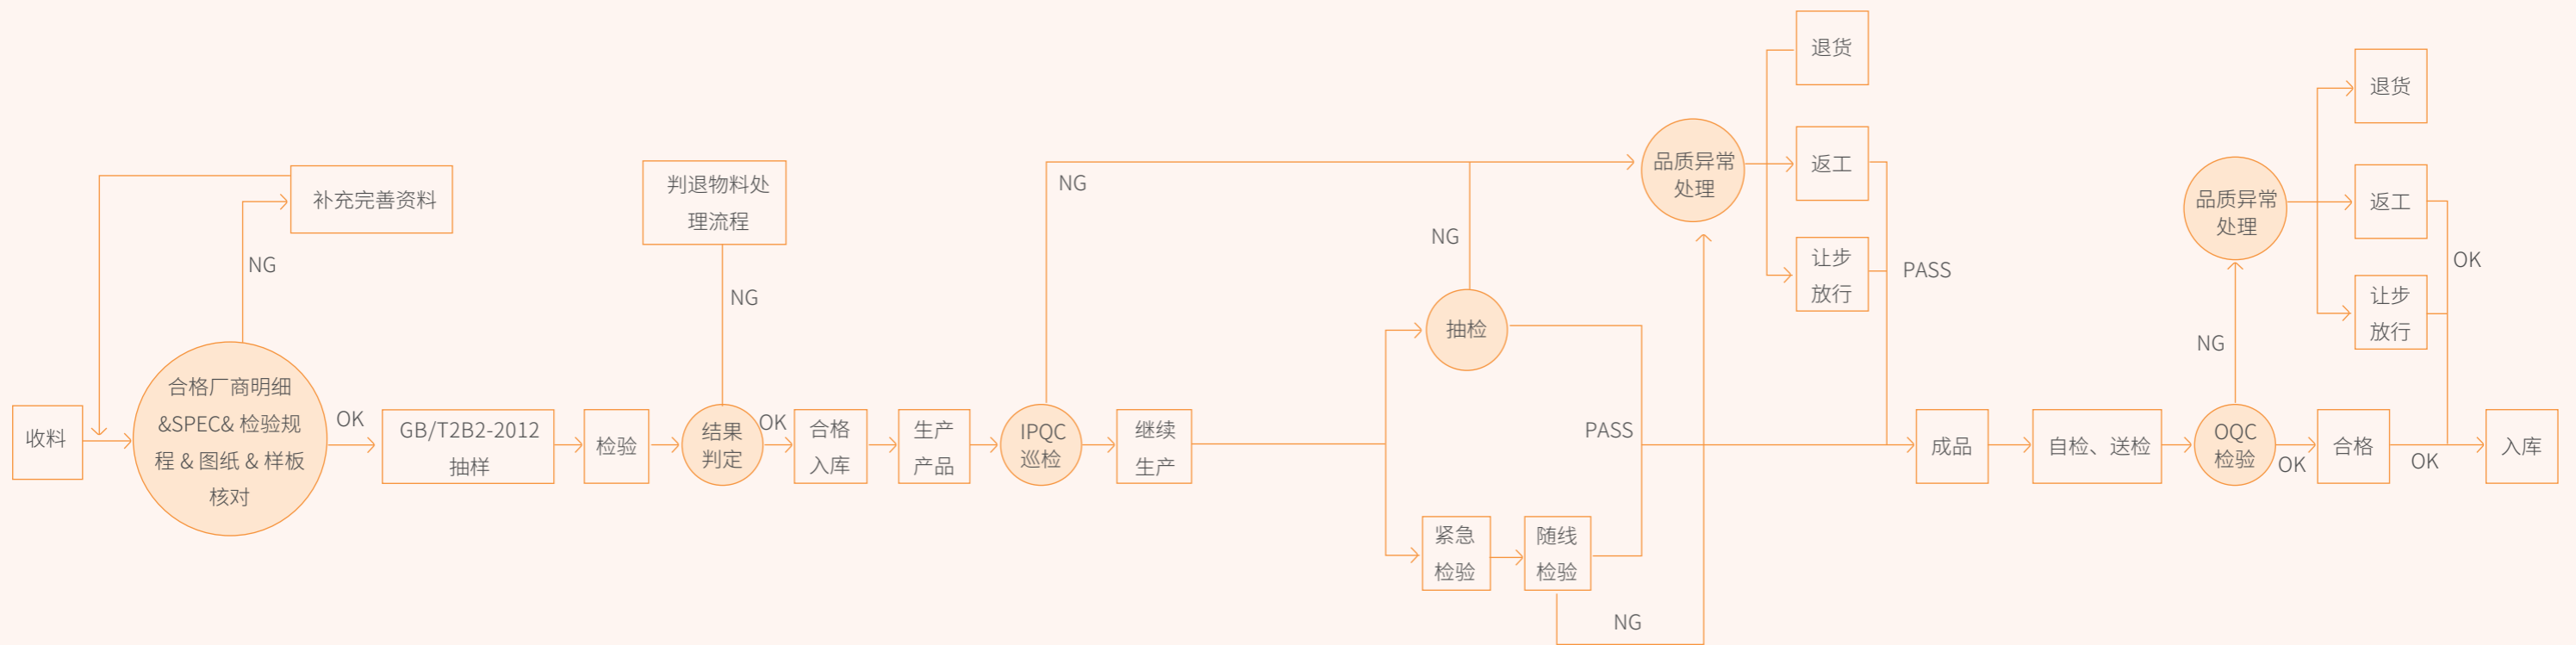 收料
合格厂商明细
&SPEC& 检验规
程 & 图纸 & 样板
核对
NG
补充完善资料
OK
GB/T2B2-2012
抽样
检验
结果
判定
NG
判退物料处
理流程
OK
合格
入库
生产
产品
IPQC
巡检
NG
继续
生产
抽检
NG
紧急
检验
随线
检验
NG
PASS
品质异常
处理
退货
返工
让步
放行
PASS
成品
自检、送检
OQC
检验
NG
品质异常
处理
退货
返工
让步
放行
OK
OK
合格
OK
入库